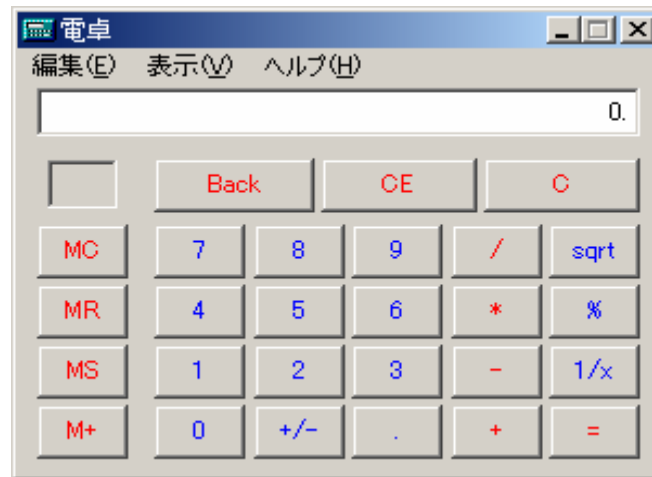 電卓
編集(E) 表示(V) ヘルプ(H)
0.
Back CE C
MC 7 8 9 / sqrt
MR 4 5 6 * %
MS 1 2 3 - 1/x
M+ 0 +/- . + =